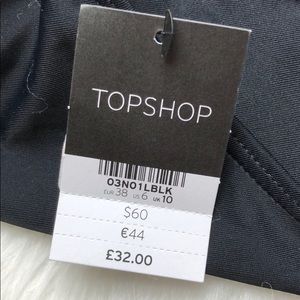 TOPSHOP
03N01LBLK
EUR 38 US 6 UK 10
$60
€44
£32.00